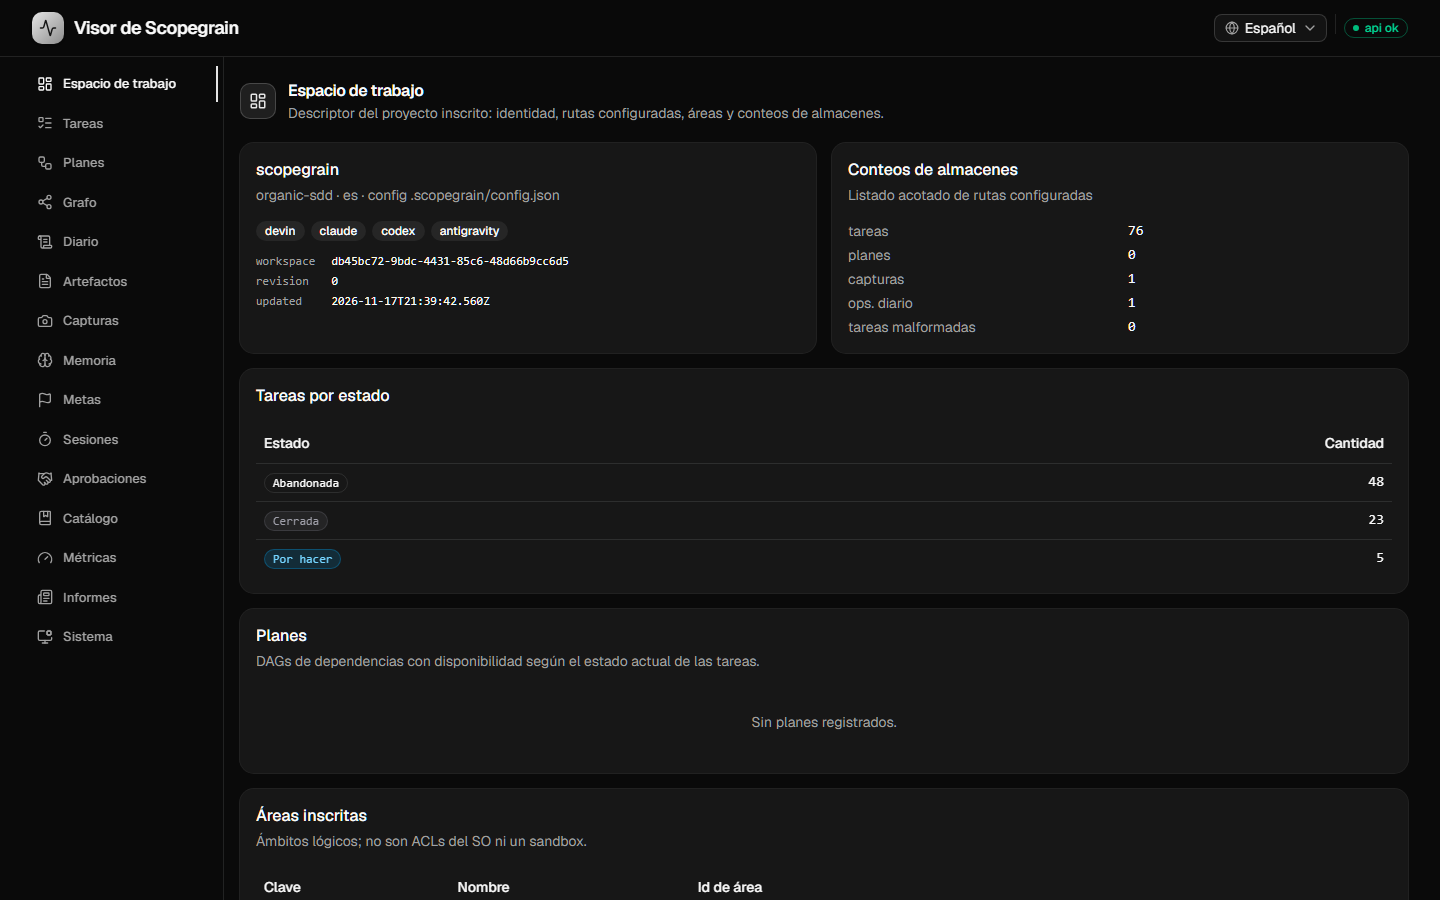 Visor de Scopegrain
Español
api ok
Espacio de trabajo
Tareas
Planes
Grafo
Diario
Artefactos
Capturas
Memoria
Metas
Sesiones
Aprobaciones
Catálogo
Métricas
Informes
Sistema
Espacio de trabajo
Descriptor del proyecto inscrito: identidad, rutas configuradas, áreas y conteos de almacenes.
scopegrain
organic-sdd · es · config .scopegrain/config.json
devin claude codex antigravity
workspace db45bc72-9bdc-4431-85c6-48d66b9cc6d5
revision 0
updated 2026-11-17T21:39:42.560Z
Conteos de almacenes
Listado acotado de rutas configuradas
tareas 76
planes 0
capturas 1
ops. diario 1
tareas malformadas 0
Tareas por estado
Estado Cantidad
Abandonada 48
Cerrada 23
Por hacer 5
Planes
DAGs de dependencias con disponibilidad según el estado actual de las tareas.
Sin planes registrados.
Áreas inscritas
Ámbitos lógicos; no son ACLs del SO ni un sandbox.
Clave Nombre Id de área